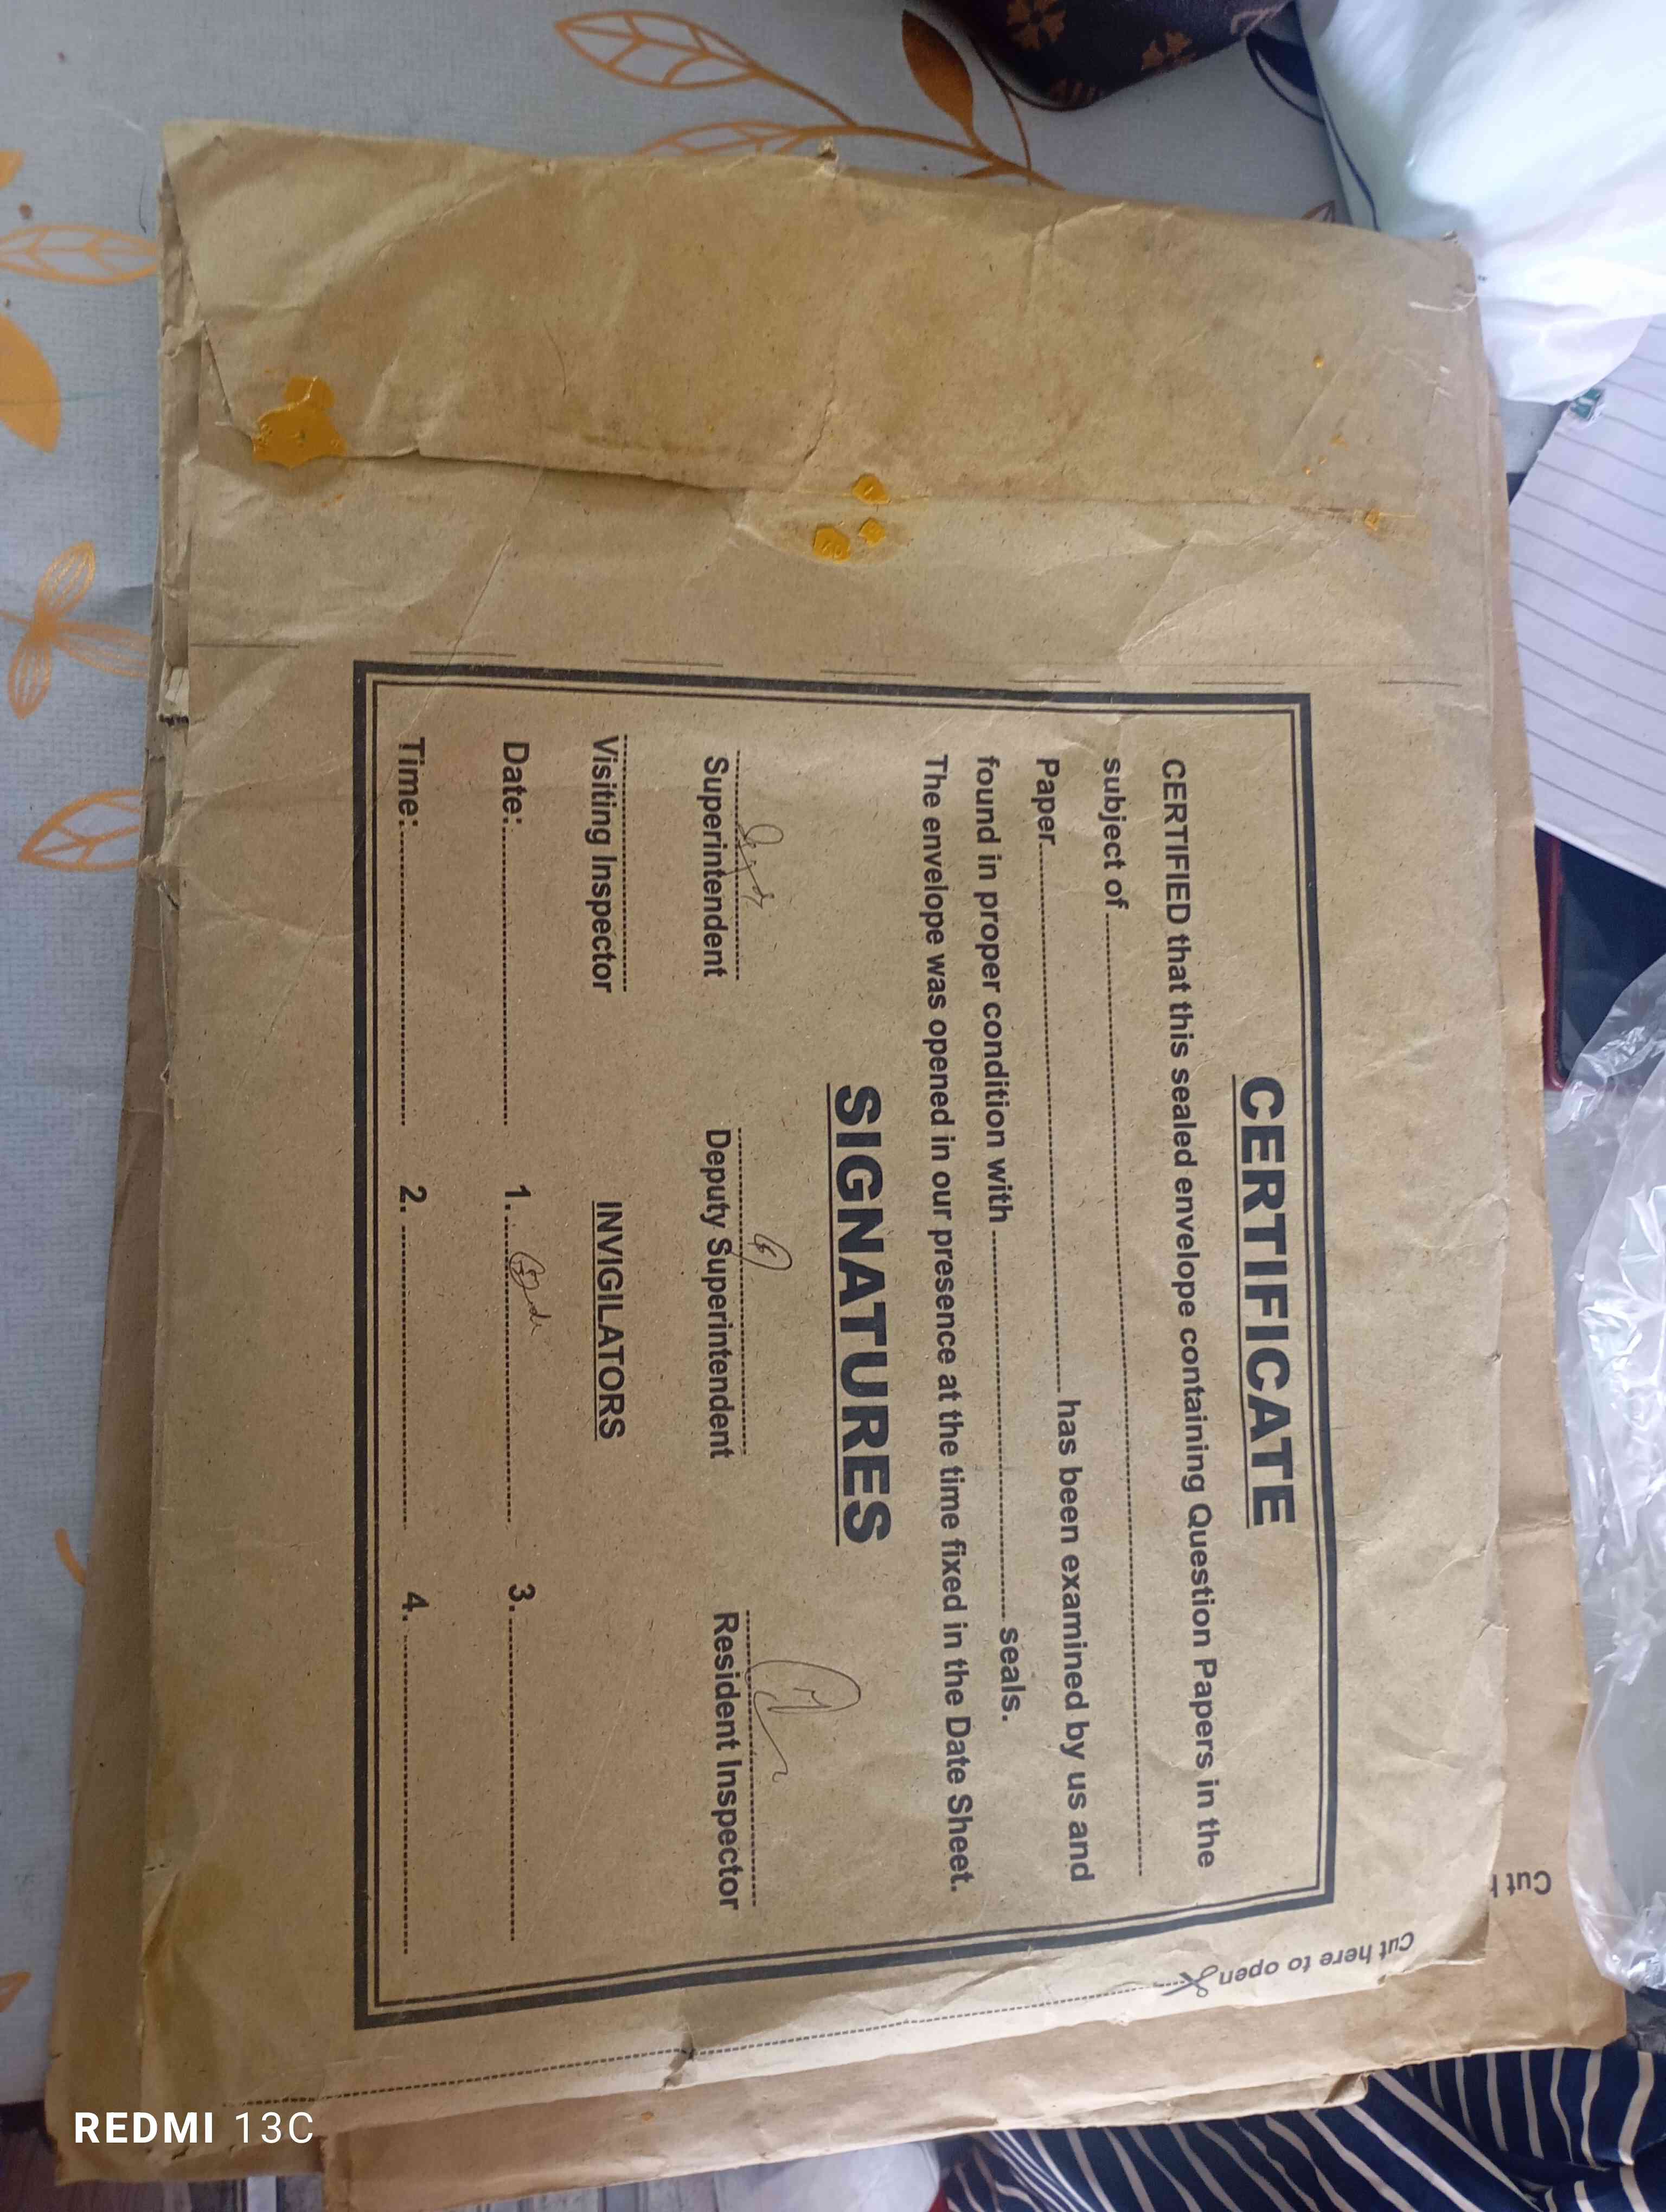 CERTIFICATE
CERTIFIED that this sealed envelope containing Question Papers in the
subject of
Paper has been examined by us and
found in proper condition with seals.
The envelope was opened in our presence at the time fixed in the Date Sheet.
SIGNATURES
Superintendent Deputy Superintendent Resident Inspector
Visiting Inspector INVIGILATORS
Date: 1. 3.
Time: 2. 4.
Cut here to open
Cut
REDMI 13C